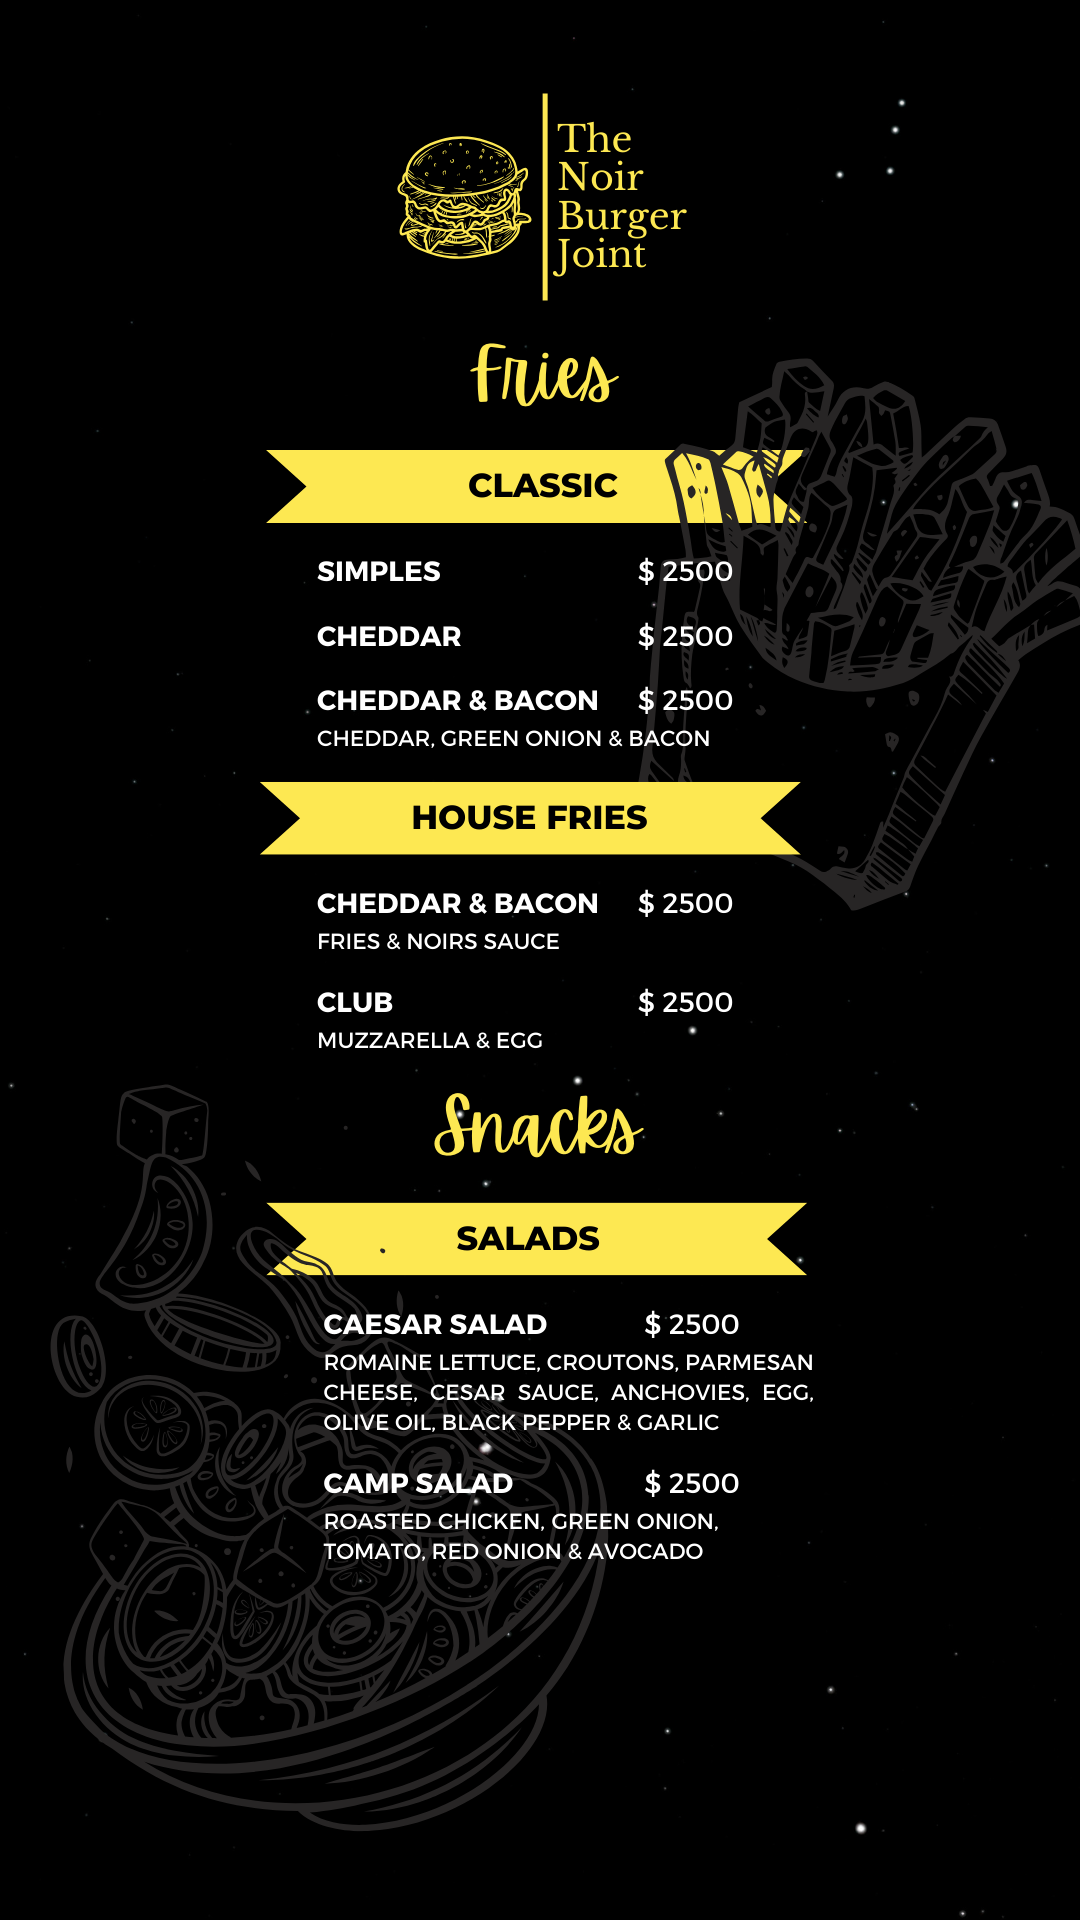 The
Noir
Burger
Joint
Fries
CLASSIC
SIMPLES $ 2500
CHEDDAR $ 2500
CHEDDAR & BACON $ 2500
CHEDDAR, GREEN ONION & BACON
HOUSE FRIES
CHEDDAR & BACON $ 2500
FRIES & NOIRS SAUCE
CLUB $ 2500
MUZZARELLA & EGG
Snacks
SALADS
CAESAR SALAD $ 2500
ROMAINE LETTUCE, CROUTONS, PARMESAN
CHEESE, CESAR SAUCE, ANCHOVIES, EGG,
OLIVE OIL, BLACK PEPPER & GARLIC
CAMP SALAD $ 2500
ROASTED CHICKEN, GREEN ONION,
TOMATO, RED ONION & AVOCADO